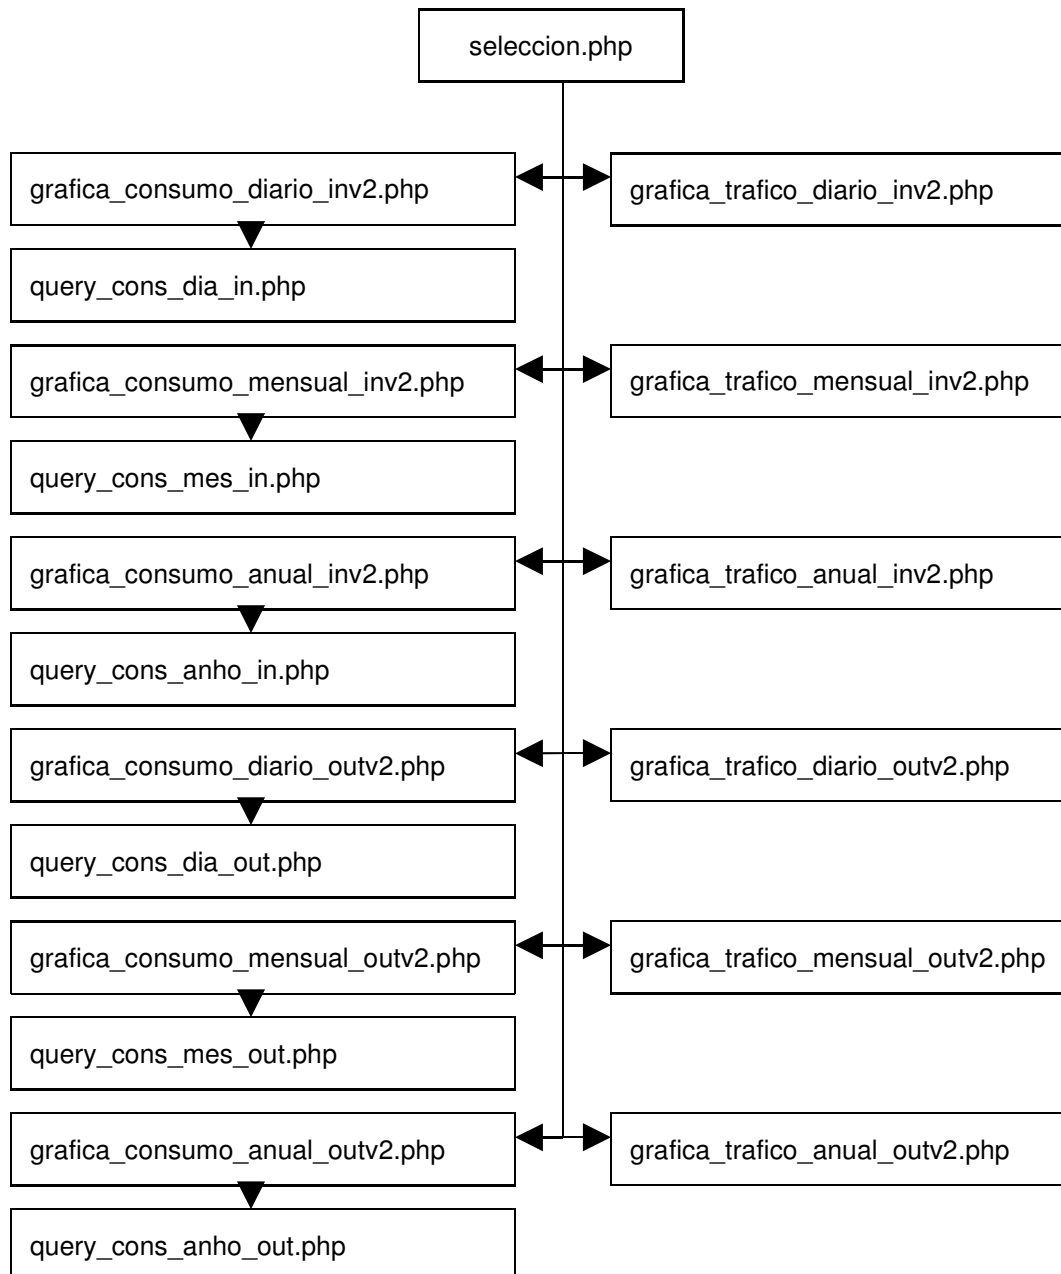 seleccion.php
grafica_consumo_diario_inv2.php
grafica_trafico_diario_inv2.php
query_cons_dia_in.php
grafica_consumo_mensual_inv2.php
grafica_trafico_mensual_inv2.php
query_cons_mes_in.php
grafica_consumo_anual_inv2.php
grafica_trafico_anual_inv2.php
query_cons_anho_in.php
grafica_consumo_diario_outv2.php
grafica_trafico_diario_outv2.php
query_cons_dia_out.php
grafica_consumo_mensual_outv2.php
grafica_trafico_mensual_outv2.php
query_cons_mes_out.php
grafica_consumo_anual_outv2.php
grafica_trafico_anual_outv2.php
query_cons_anho_out.php